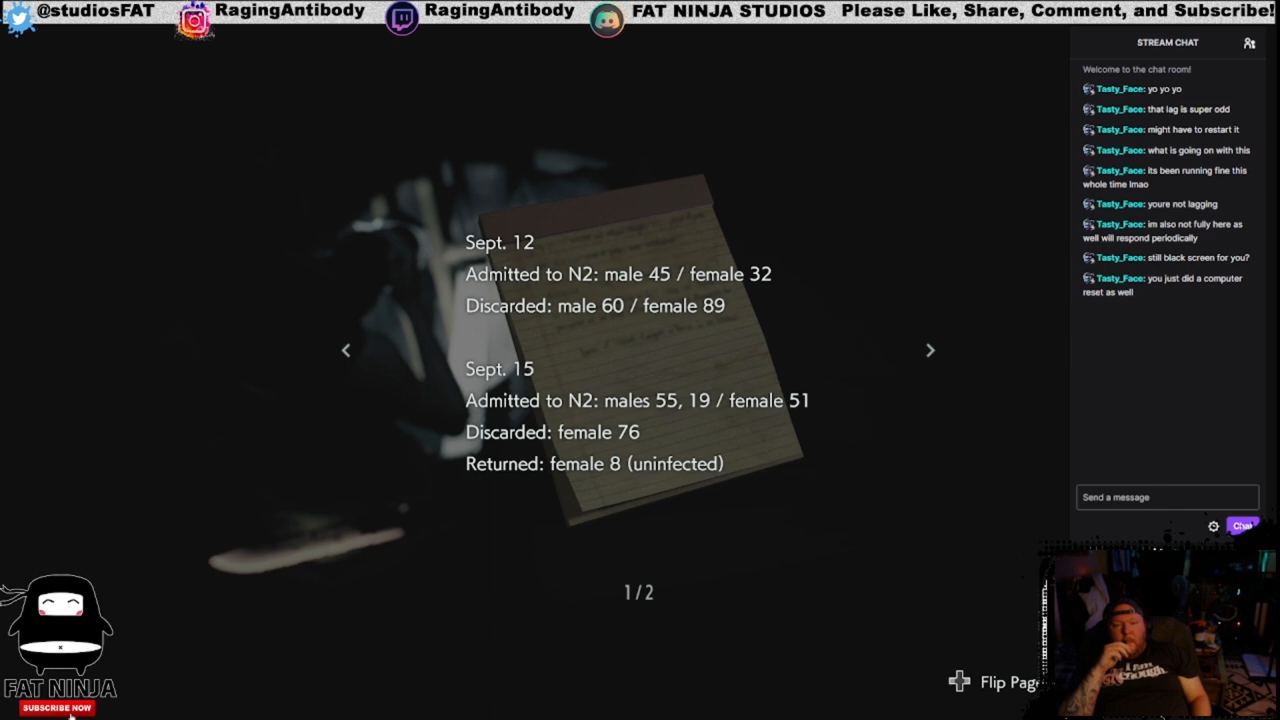 @studiosFAT RagingAntibody RagingAntibody FAT NINJA STUDIOS Please Like, Share, Comment, and Subscribe!
STREAM CHAT
Welcome to the chat room!
Tasty_Face: yo yo yo
Tasty_Face: that lag is super odd
Tasty_Face: might have to restart it
Tasty_Face: what is going on with this
Tasty_Face: its been running fine this
whole time lmao
Tasty_Face: youre not lagging
Tasty_Face: im also not fully here as
well will respond periodically
Tasty_Face: still black screen for you?
Tasty_Face: you just did a computer
reset as well
Sept. 12
Admitted to N2: male 45 / female 32
Discarded: male 60 / female 89
Sept. 15
Admitted to N2: males 55, 19 / female 51
Discarded: female 76
Returned: female 8 (uninfected)
1 / 2
Send a message
Chat
Flip Pag
I am
enough.
FAT NINJA
SUBSCRIBE NOW